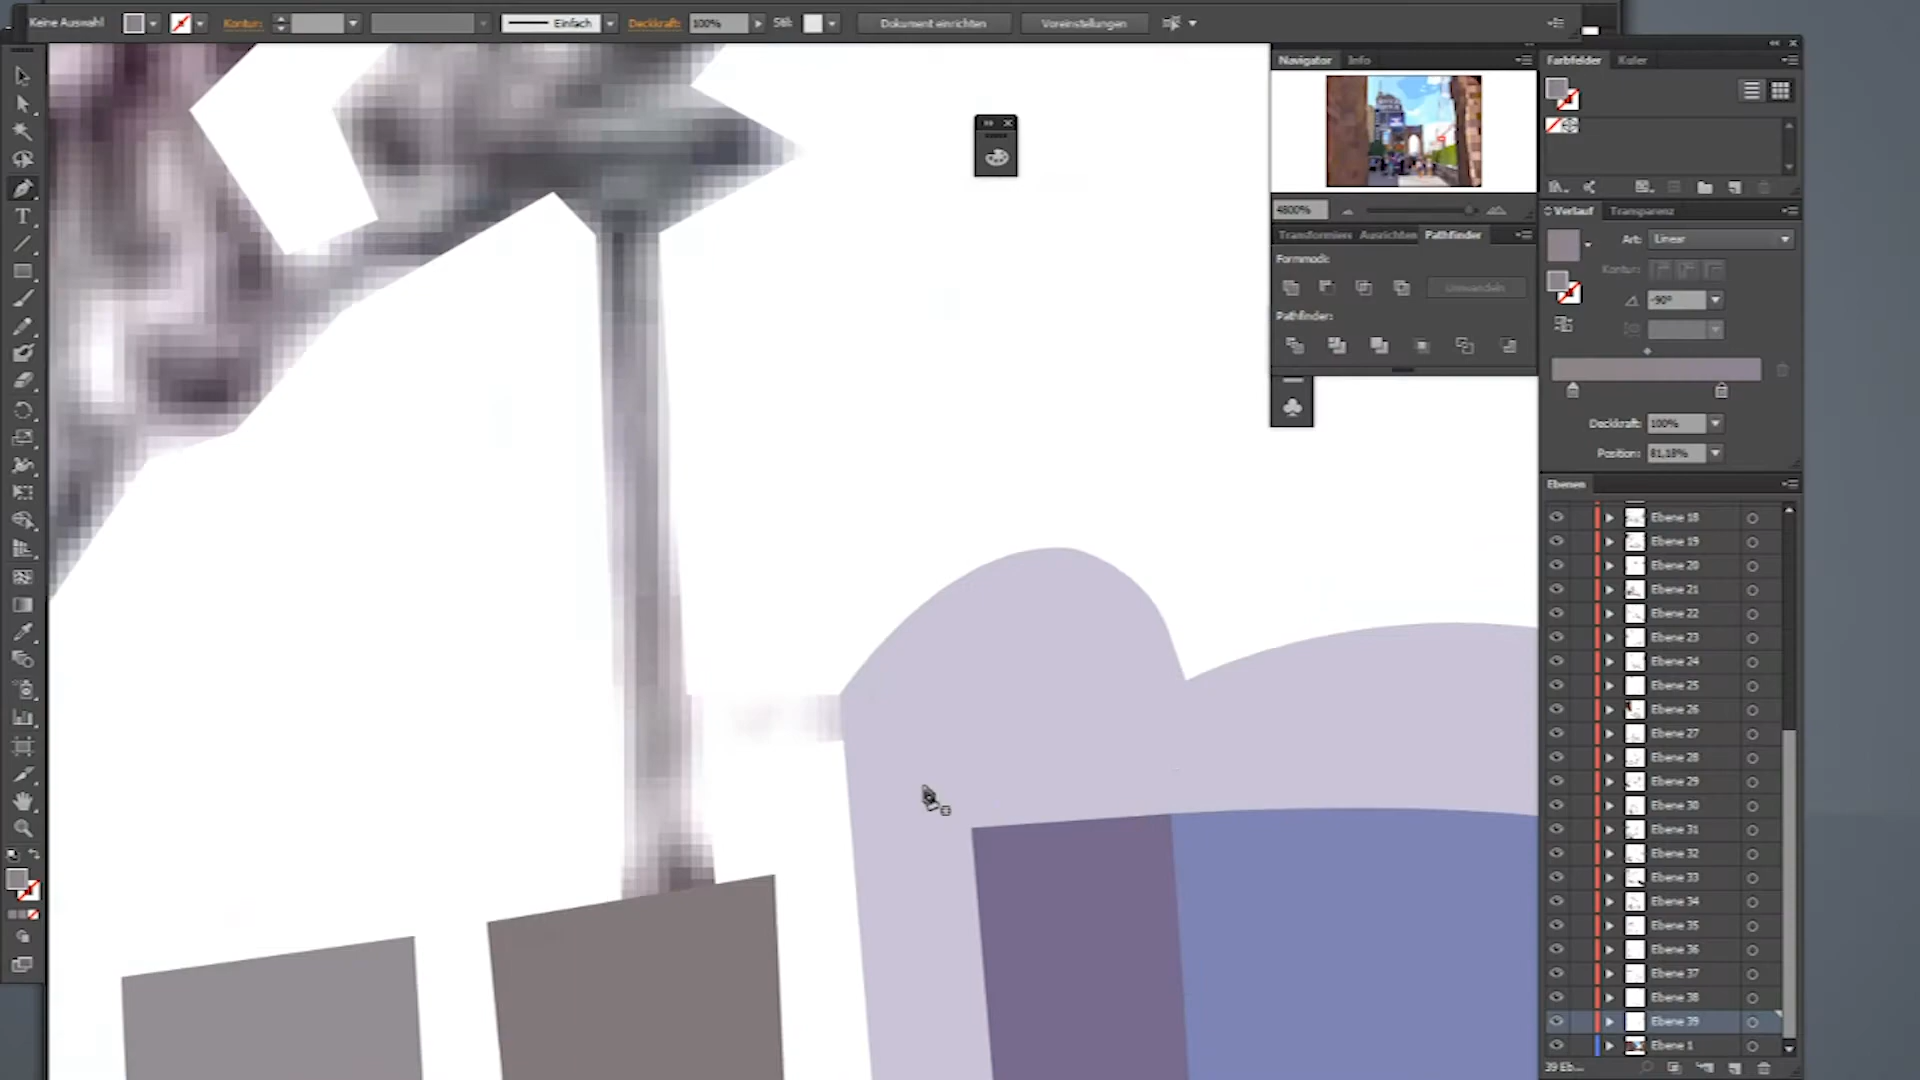 Keine Auswahl
Kontur:
Einfach
Deckkraft:
100%
Stil:
Dokument einrichten
Voreinstellungen
Navigator
Info
4800%
Transformieren
Ausrichten
Pathfinder
Formmodi:
Umwandeln
Pathfinder:
Farbfelder
Kuler
Verlauf
Transparenz
Art:
Linear
Kontur:
-90°
Deckkraft:
100%
Position:
81,18%
Ebenen
Ebene 18
Ebene 19
Ebene 20
Ebene 21
Ebene 22
Ebene 23
Ebene 24
Ebene 25
Ebene 26
Ebene 27
Ebene 28
Ebene 29
Ebene 30
Ebene 31
Ebene 32
Ebene 33
Ebene 34
Ebene 35
Ebene 36
Ebene 37
Ebene 38
Ebene 39
Ebene 1
39 Eb...